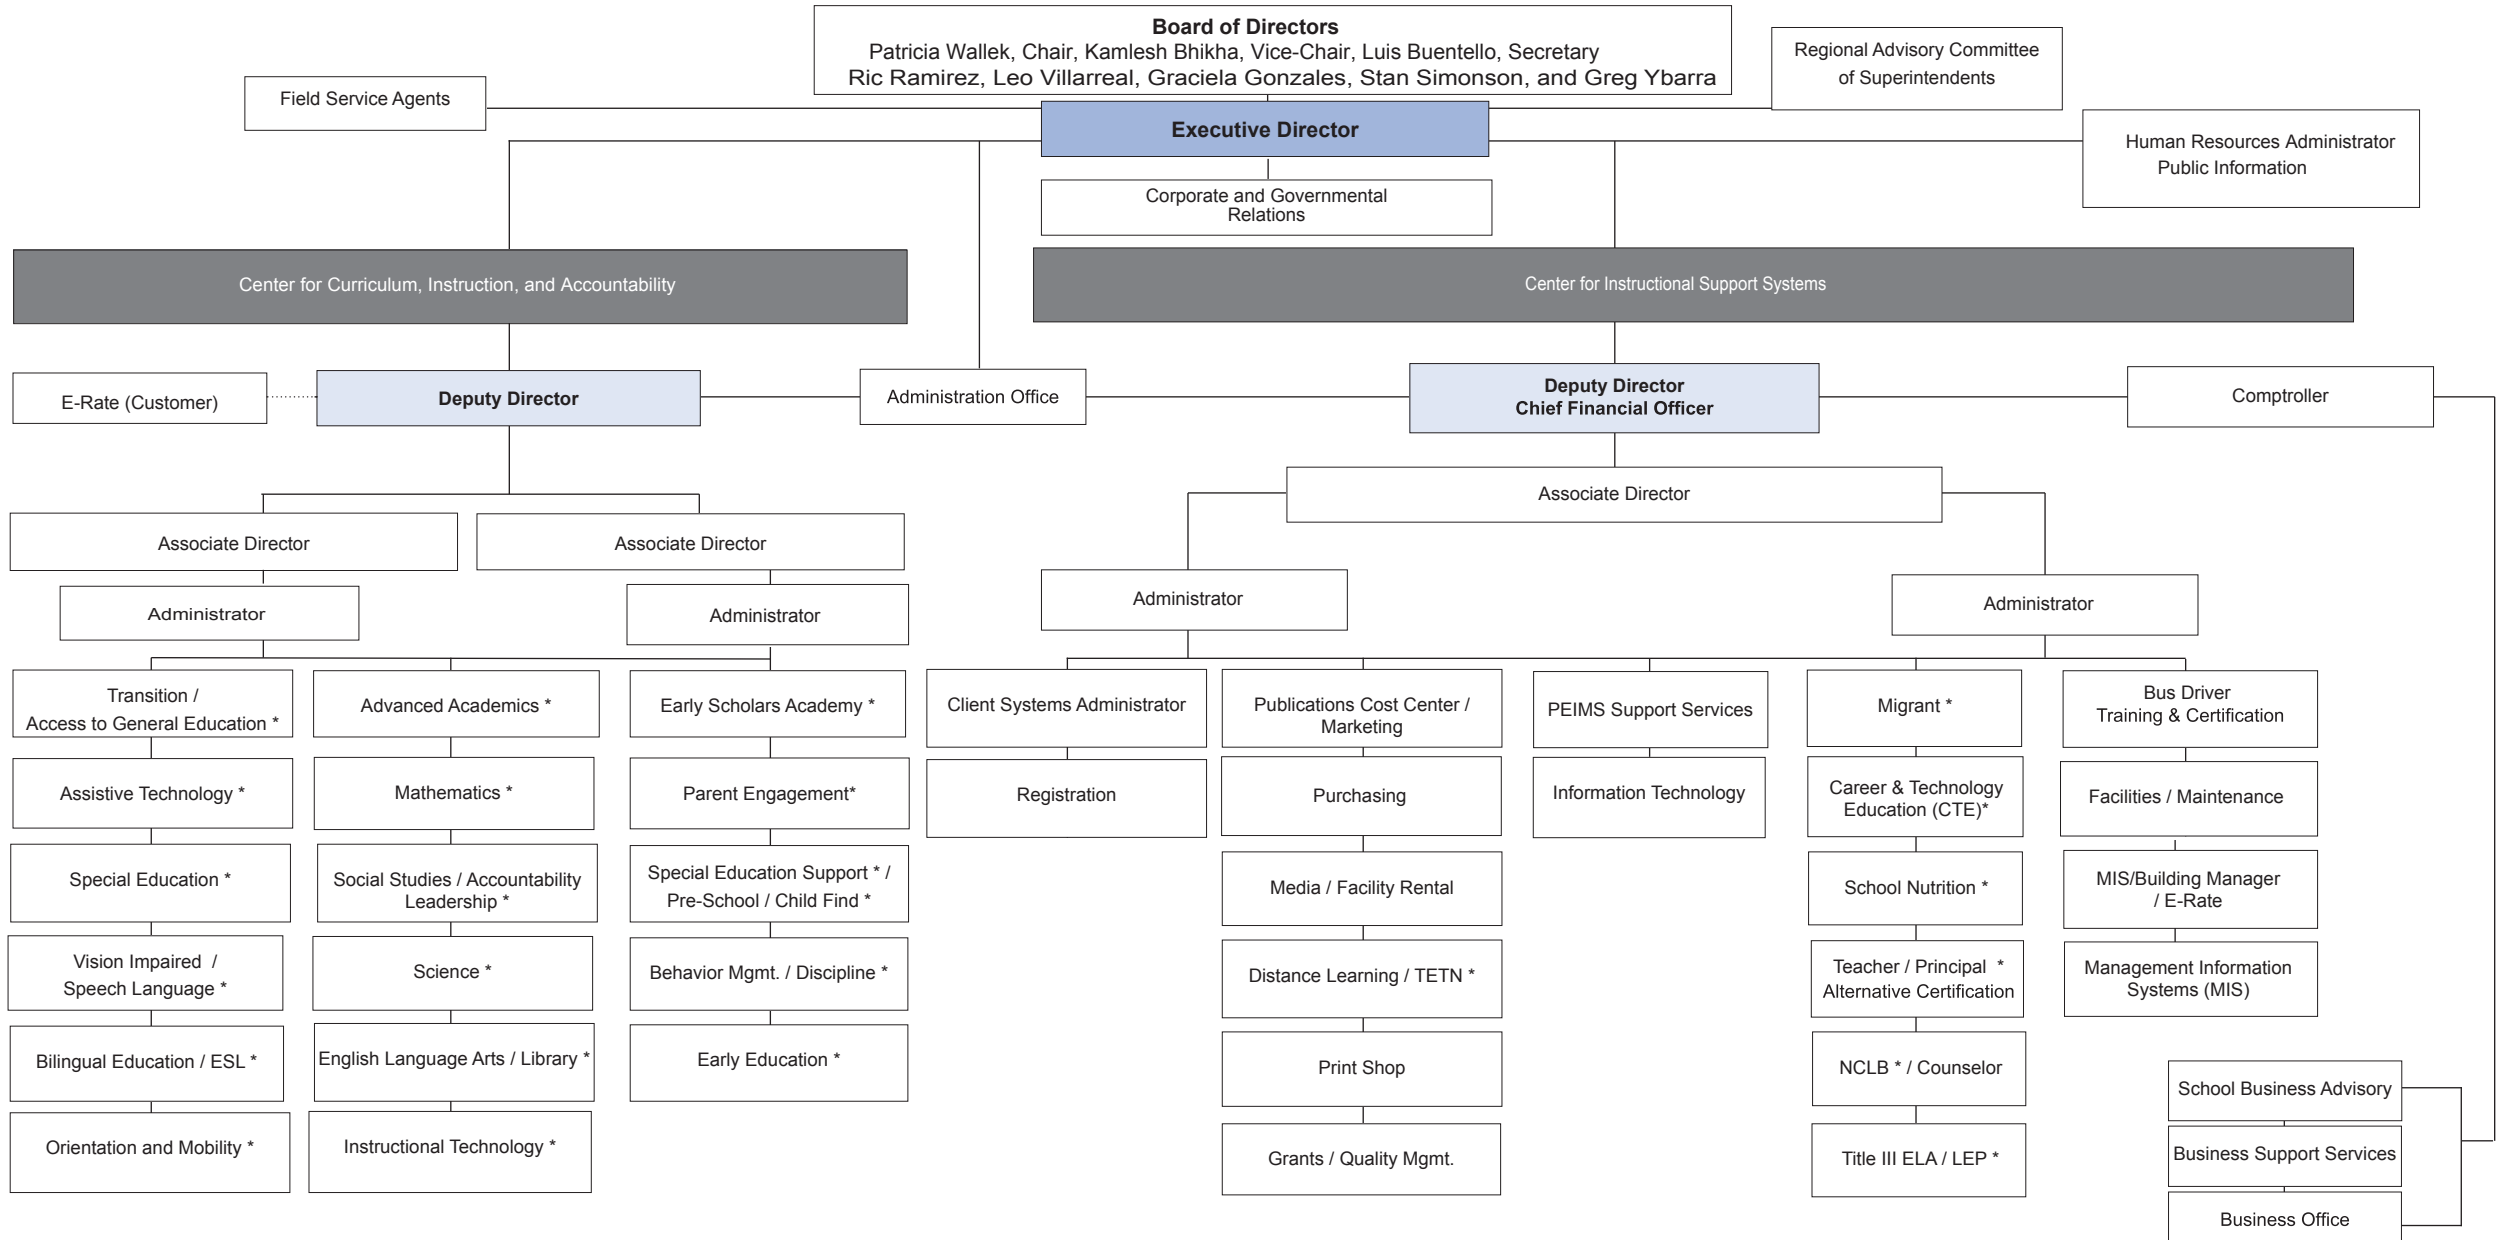 Board of Directors
Patricia Wallek, Chair, Kamlesh Bhikha, Vice-Chair, Luis Buentello, Secretary
Ric Ramirez, Leo Villarreal, Graciela Gonzales, Stan Simonson, and Greg Ybarra
Regional Advisory Committee
of Superintendents
Field Service Agents
Executive Director
Human Resources Administrator
Public Information
Corporate and Governmental
Relations
Center for Curriculum, Instruction, and Accountability
Center for Instructional Support Systems
E-Rate (Customer)
Deputy Director
Administration Office
Deputy Director
Chief Financial Officer
Comptroller
Associate Director
Associate Director
Associate Director
Administrator
Administrator
Administrator
Administrator
Transition /
Access to General Education *
Assistive Technology *
Special Education *
Vision Impaired /
Speech Language *
Bilingual Education / ESL *
Orientation and Mobility *
Advanced Academics *
Mathematics *
Social Studies / Accountability
Leadership *
Science *
English Language Arts / Library *
Instructional Technology *
Early Scholars Academy *
Parent Engagement*
Special Education Support * /
Pre-School / Child Find *
Behavior Mgmt. / Discipline *
Early Education *
Client Systems Administrator
Registration
Publications Cost Center /
Marketing
Purchasing
Media / Facility Rental
Distance Learning / TETN *
Print Shop
Grants / Quality Mgmt.
PEIMS Support Services
Information Technology
Migrant *
Career & Technology
Education (CTE)*
School Nutrition *
Teacher / Principal *
Alternative Certification
NCLB * / Counselor
Title III ELA / LEP *
Bus Driver
Training & Certification
Facilities / Maintenance
MIS/Building Manager
/ E-Rate
Management Information
Systems (MIS)
School Business Advisory
Business Support Services
Business Office